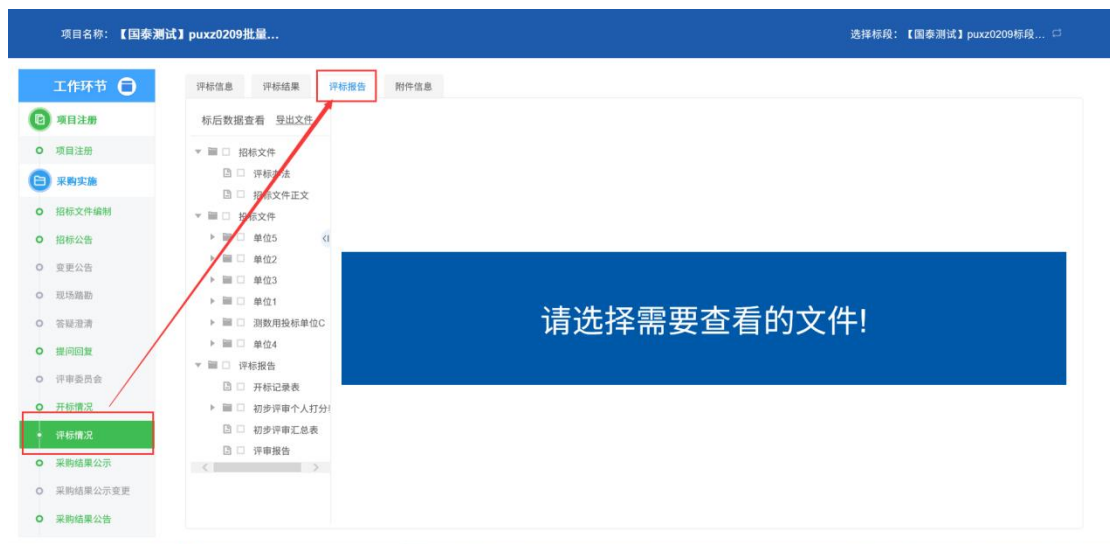 项目名称：【国泰测试】puxz0209批量...
选择标段：【国泰测试】puxz0209标段...
工作环节
项目注册
项目注册
采购实施
招标文件编制
招标公告
变更公告
现场踏勘
答疑澄清
提问回复
评审委员会
开标情况
评标情况
采购结果公示
采购结果公示变更
采购结果公告
评标信息 评标结果 评标报告 附件信息
标后数据查看 导出文件
招标文件
评标办法
招标文件正文
投标文件
单位5
单位2
单位3
单位1
测数用投标单位C
单位4
评标报告
开标记录表
初步评审个人打分
初步评审汇总表
评审报告
请选择需要查看的文件!